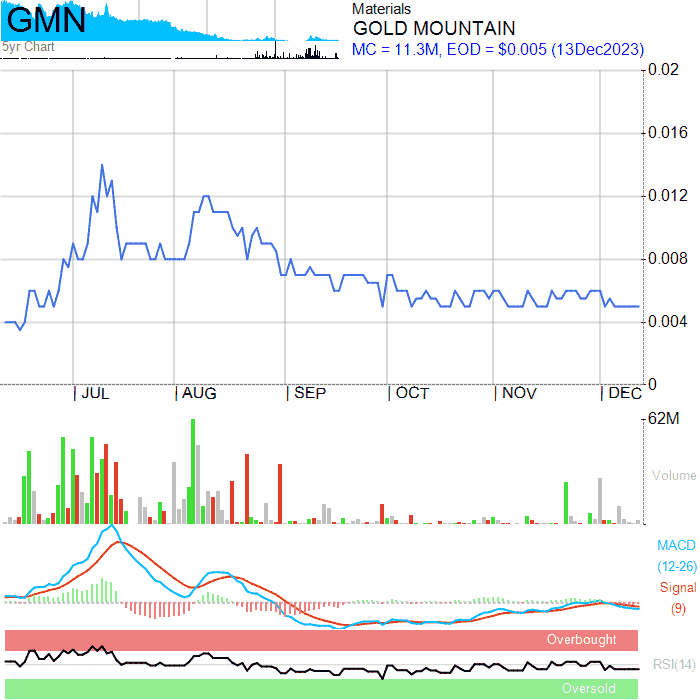 GMN
5yr Chart
Materials
GOLD MOUNTAIN
MC = 11.3M, EOD = $0.005 (13Dec2023)
0.02
0.016
0.012
0.008
0.004
0
| JUL | AUG | SEP | OCT | NOV | DEC
62M
Volume
MACD
(12-26)
Signal
(9)
Overbought
RSI(14)
Oversold